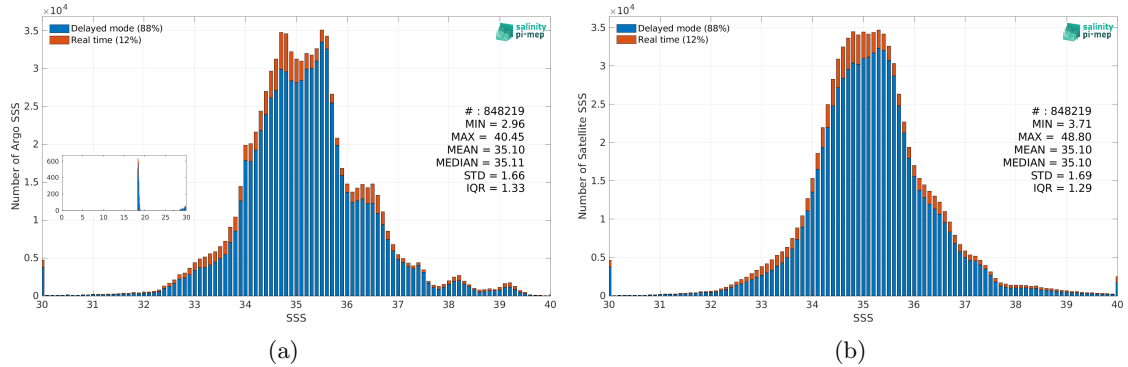 ×10⁴
Delayed mode (88%)
Real time (12%)
salinity
pi-mep
Number of Argo SSS
3.5
3
2.5
2
1.5
1
0.5
0
# : 848219
MIN = 2.96
MAX = 40.45
MEAN = 35.10
MEDIAN = 35.11
STD = 1.66
IQR = 1.33
600
400
200
0
0 5 10 15 20 25 30
30 31 32 33 34 35 36 37 38 39 40
SSS
(a)
×10⁴
Delayed mode (88%)
Real time (12%)
salinity
pi-mep
Number of Satellite SSS
3.5
3
2.5
2
1.5
1
0.5
0
# : 848219
MIN = 3.71
MAX = 48.80
MEAN = 35.10
MEDIAN = 35.10
STD = 1.69
IQR = 1.29
30 31 32 33 34 35 36 37 38 39 40
SSS
(b)